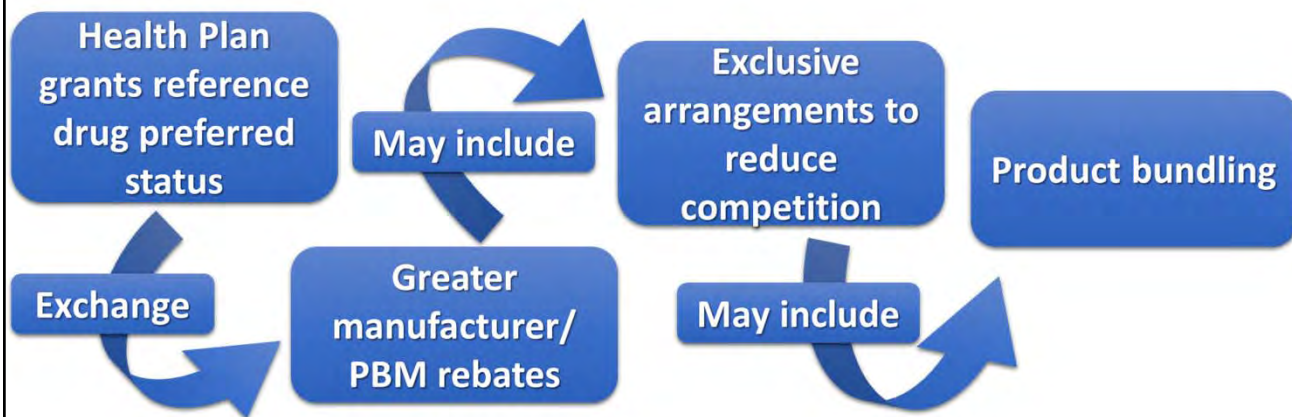 Health Plan
grants reference
drug preferred
status
Exchange
Greater
manufacturer/
PBM rebates
May include
Exclusive
arrangements to
reduce
competition
May include
Product bundling